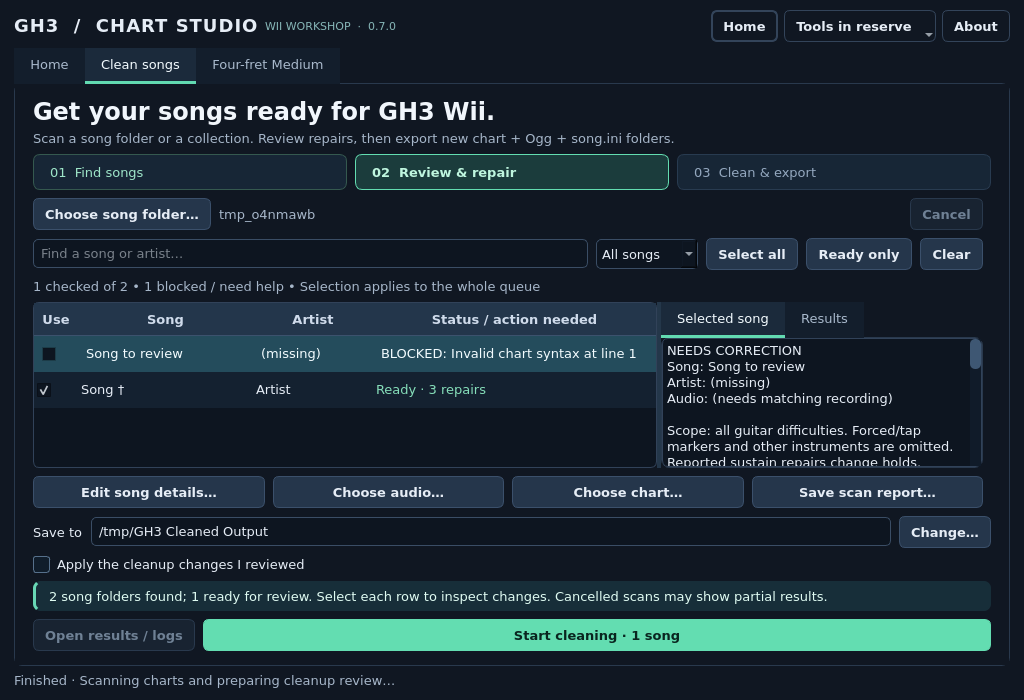 GH3 / CHART STUDIO WII WORKSHOP · 0.7.0
Home Tools in reserve About
Home Clean songs Four-fret Medium
Get your songs ready for GH3 Wii.
Scan a song folder or a collection. Review repairs, then export new chart + Ogg + song.ini folders.
01 Find songs 02 Review & repair 03 Clean & export
Choose song folder… tmp_o4nmawb Cancel
Find a song or artist… All songs Select all Ready only Clear
1 checked of 2 • 1 blocked / need help • Selection applies to the whole queue
Use Song Artist Status / action needed
Song to review (missing) BLOCKED: Invalid chart syntax at line 1
Song † Artist Ready · 3 repairs
Selected song Results
NEEDS CORRECTION
Song: Song to review
Artist: (missing)
Audio: (needs matching recording)
Scope: all guitar difficulties. Forced/tap
markers and other instruments are omitted.
Reported sustain repairs change holds.
Edit song details… Choose audio… Choose chart… Save scan report…
Save to /tmp/GH3 Cleaned Output Change…
Apply the cleanup changes I reviewed
2 song folders found; 1 ready for review. Select each row to inspect changes. Cancelled scans may show partial results.
Open results / logs Start cleaning · 1 song
Finished · Scanning charts and preparing cleanup review…